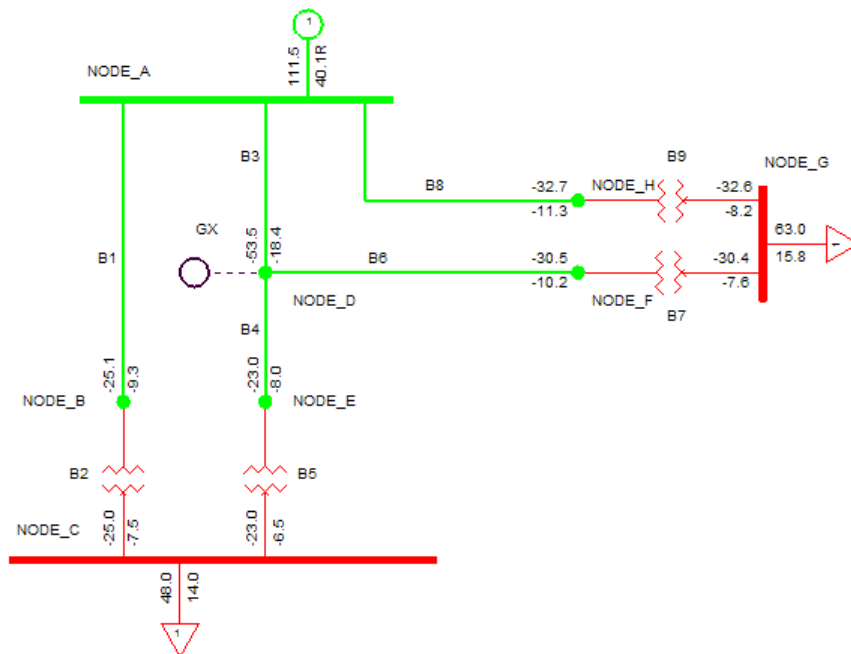 1
111.5
40.1R
NODE_A
B3
B9
NODE_G
B8
-32.7
NODE_H
-32.6
-11.3
-8.2
63.0
15.8
1
GX
B1
-53.5
-18.4
B6
-30.5
-30.4
-10.2
-7.6
NODE_D
NODE_F
B7
B4
-25.1
-9.3
-23.0
-8.0
NODE_B
NODE_E
B2
B5
-25.0
-7.5
-23.0
-6.5
NODE_C
48.0
14.0
1